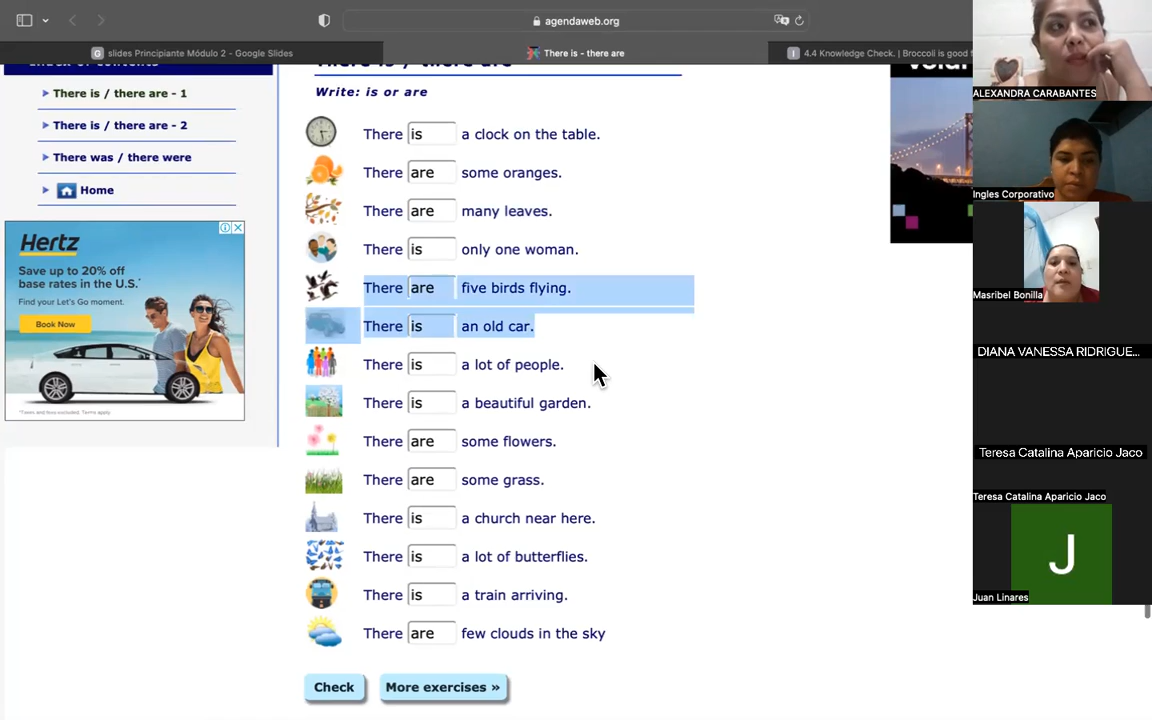 agendaweb.org
G slides Principiante Módulo 2 - Google Slides
There is - there are
I 4.4 Knowledge Check. | Broccoli is good f
There is / there are - 1
There is / there are - 2
There was / there were
Home
Hertz
Save up to 20% off
base rates in the U.S.*
Find your Let's Go moment.
Book Now
Write: is or are
There is a clock on the table.
There are some oranges.
There are many leaves.
There is only one woman.
There are five birds flying.
There is an old car.
There is a lot of people.
There is a beautiful garden.
There are some flowers.
There are some grass.
There is a church near here.
There is a lot of butterflies.
There is a train arriving.
There are few clouds in the sky
Check
More exercises »
ALEXANDRA CARABANTES
Ingles Corporativo
Masribel Bonilla
DIANA VANESSA RIDRIGUE...
Teresa Catalina Aparicio Jaco
Teresa Catalina Aparicio Jaco
J
Juan Linares